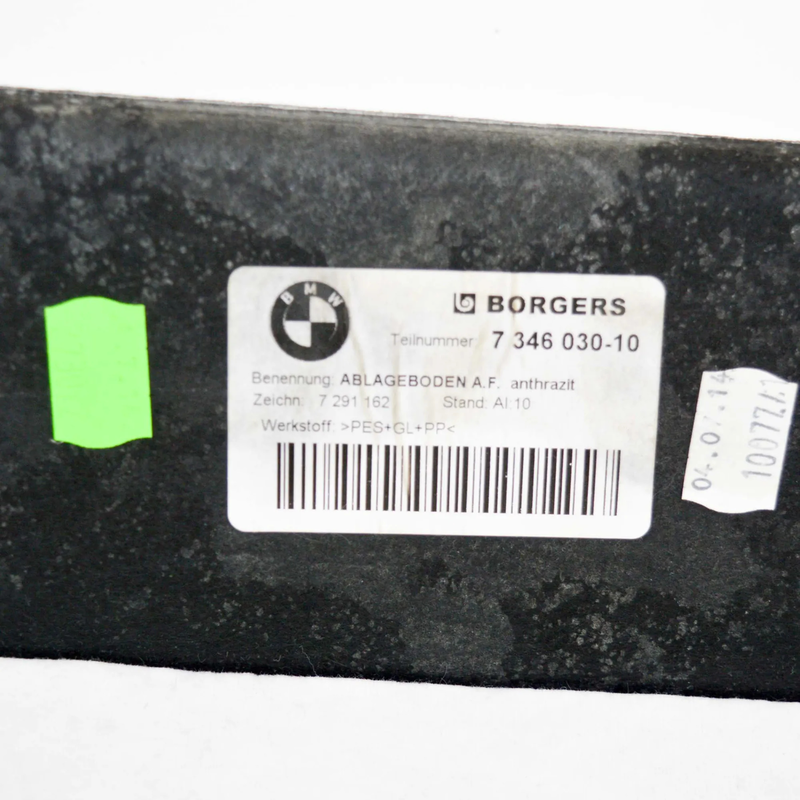 BMW
BORGERS
Teilnummer: 7 346 030-10
Benennung: ABLAGEBODEN A.F. anthrazit
Zeichn: 7 291 162 Stand: AI:10
Werkstoff: >PES+GL+PP<